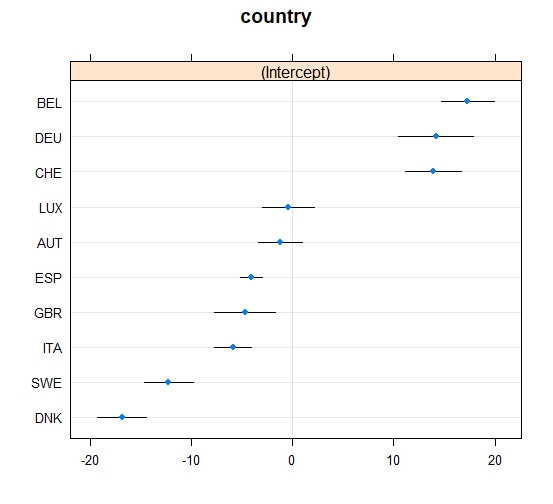 country
(Intercept)
BEL
DEU
CHE
LUX
AUT
ESP
GBR
ITA
SWE
DNK
-20 -10 0 10 20